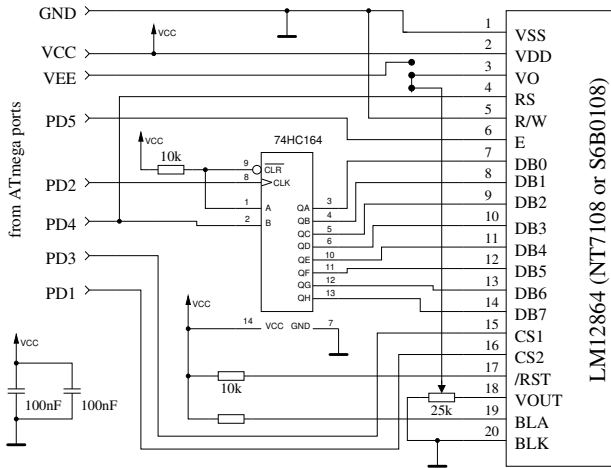 from ATmega ports
GND
VCC
VEE
PD5
PD2
PD4
PD3
PD1
VCC
VCC
10k
74HC164
9
8
1
2
CLR
CLK
A
B
QA
QB
QC
QD
QE
QF
QG
QH
3
4
5
6
10
11
12
13
14
VCC
GND
7
VCC
10k
VCC
100nF
100nF
25k
1 VSS
2 VDD
3 VO
4 RS
5 R/W
6 E
7 DB0
8 DB1
9 DB2
10 DB3
11 DB4
12 DB5
13 DB6
14 DB7
15 CS1
16 CS2
17 /RST
18 VOUT
19 BLA
20 BLK
LM12864 (NT7108 or S6B0108)